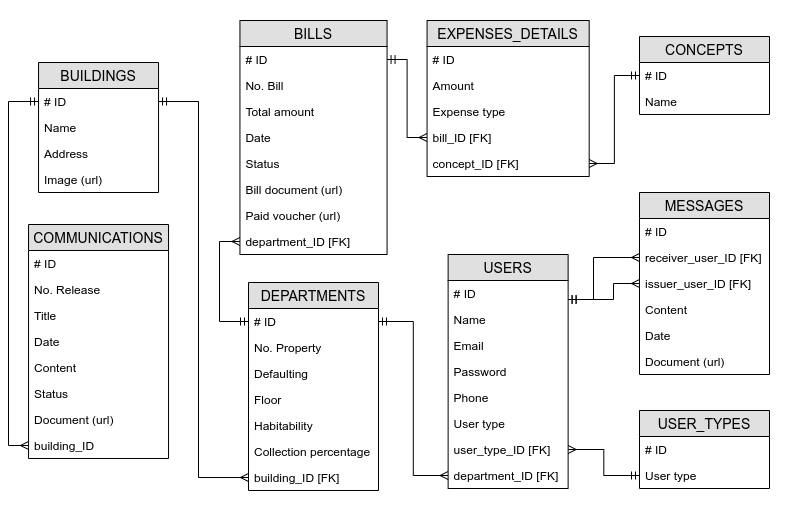 BUILDINGS
# ID
Name
Address
Image (url)
COMMUNICATIONS
# ID
No. Release
Title
Date
Content
Status
Document (url)
building_ID
BILLS
# ID
No. Bill
Total amount
Date
Status
Bill document (url)
Paid voucher (url)
department_ID [FK]
DEPARTMENTS
# ID
No. Property
Defaulting
Floor
Habitability
Collection percentage
building_ID [FK]
EXPENSES_DETAILS
# ID
Amount
Expense type
bill_ID [FK]
concept_ID [FK]
USERS
# ID
Name
Email
Password
Phone
User type
user_type_ID [FK]
department_ID [FK]
CONCEPTS
# ID
Name
MESSAGES
# ID
receiver_user_ID [FK]
issuer_user_ID [FK]
Content
Date
Document (url)
USER_TYPES
# ID
User type